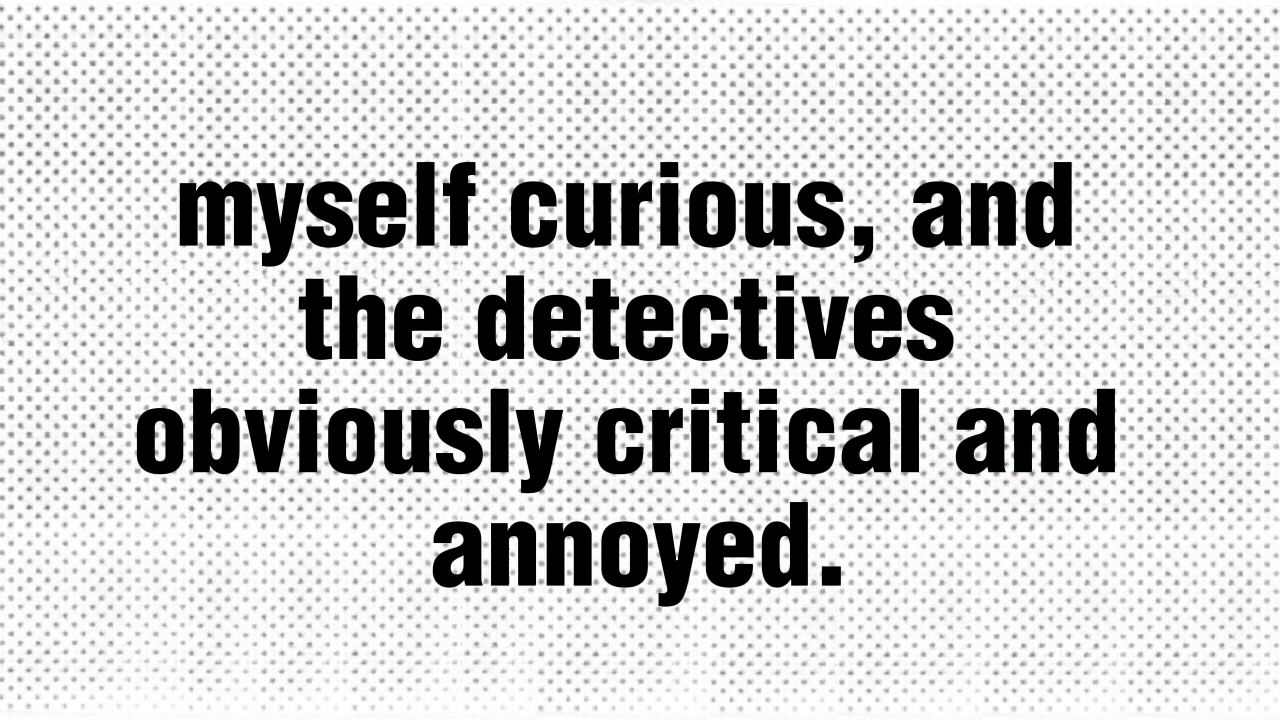 myself curious, and
the detectives
obviously critical and
annoyed.